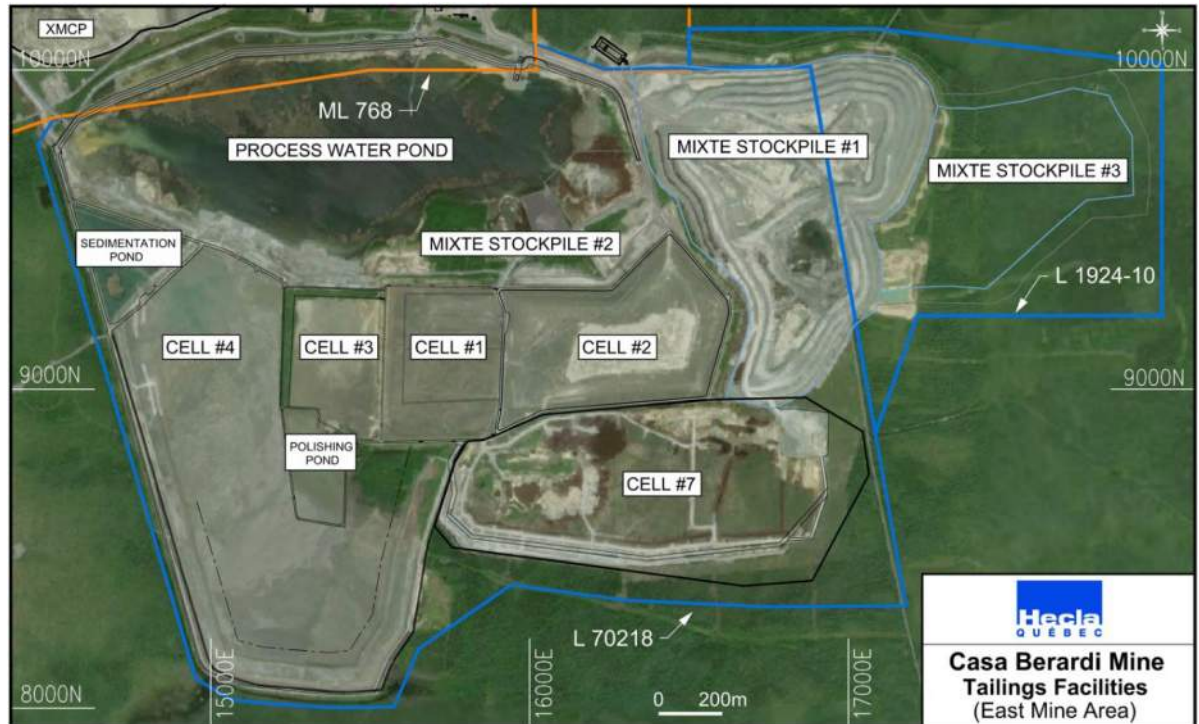 XMCP
10000N
10000N
ML 768
PROCESS WATER POND
MIXTE STOCKPILE #1
MIXTE STOCKPILE #3
SEDIMENTATION
POND
MIXTE STOCKPILE #2
L 1924-10
CELL #4
CELL #3
CELL #1
CELL #2
9000N
9000N
POLISHING
POND
CELL #7
L 70218
15000E
16000E
17000E
8000N
0 200m
Hecla
QUÉBEC
Casa Berardi Mine
Tailings Facilities
(East Mine Area)